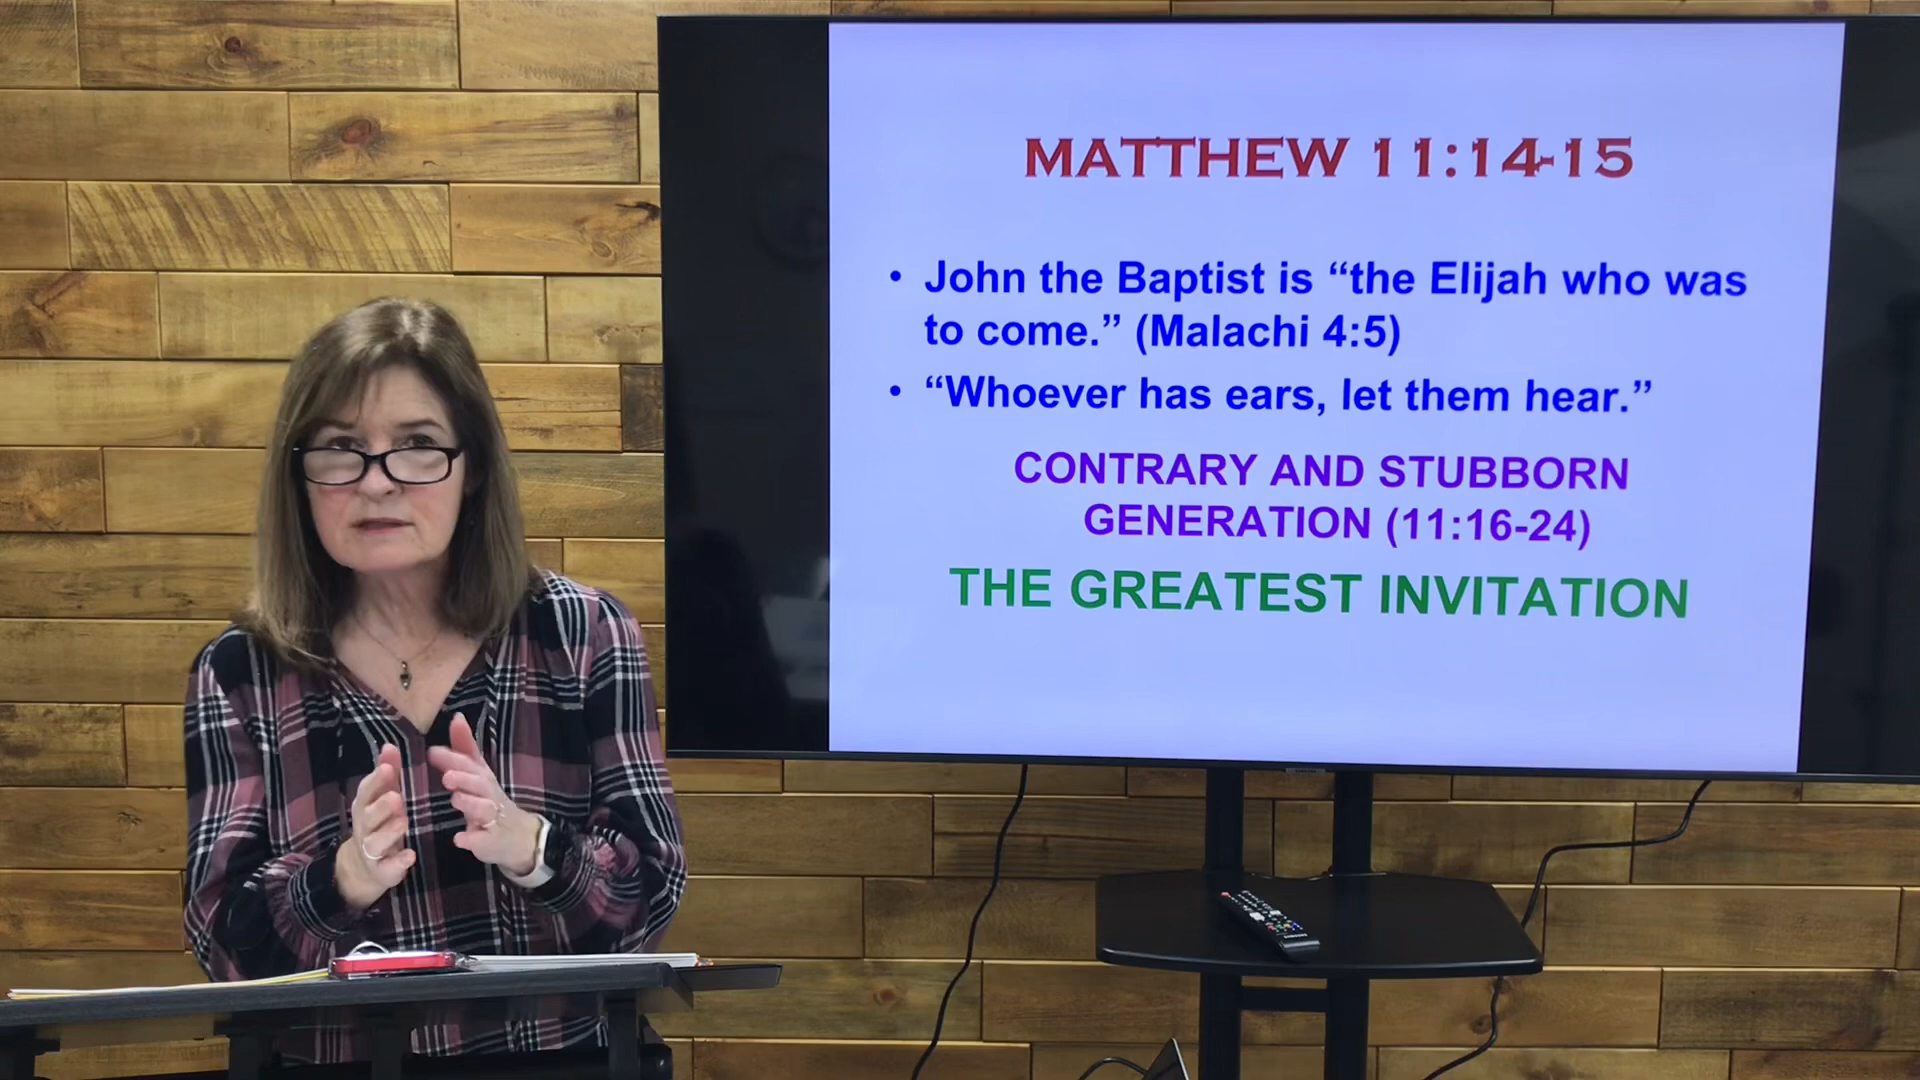 MATTHEW 11:14-15
• John the Baptist is “the Elijah who was
to come.” (Malachi 4:5)
• “Whoever has ears, let them hear.”
CONTRARY AND STUBBORN
GENERATION (11:16-24)
THE GREATEST INVITATION
SAMSUNG